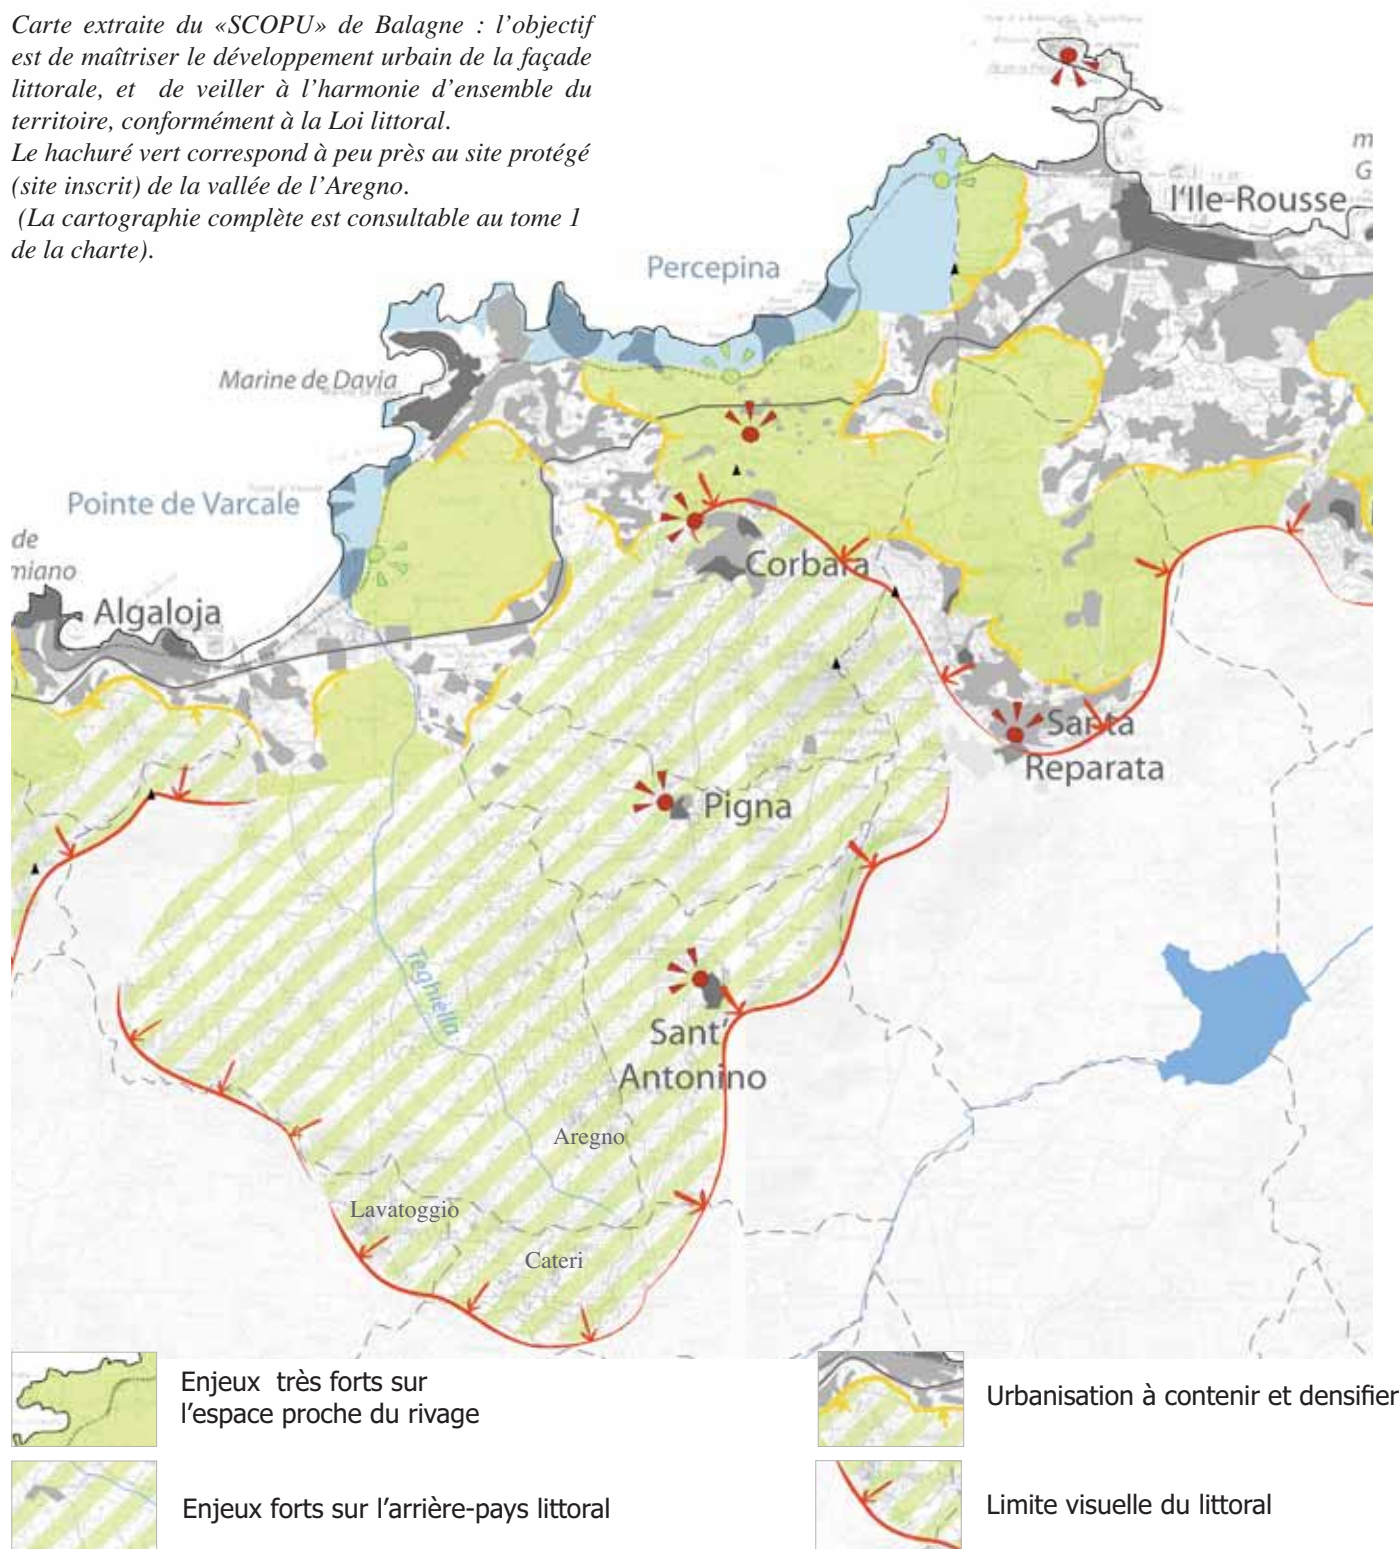 Carte extraite du «SCOPU» de Balagne : l’objectif
est de maîtriser le développement urbain de la façade
littorale, et de veiller à l’harmonie d’ensemble du
territoire, conformément à la Loi littoral.
Le hachuré vert correspond à peu près au site protégé
(site inscrit) de la vallée de l’Aregno.
(La cartographie complète est consultable au tome 1
de la charte).
m
G
l'Ile-Rousse
Percepina
Marine de Davia
Pointe de Varcale
de
miano
Algaloja
Corbara
Santa
Reparata
Pigna
Teghiella
Sant'
Antonino
Aregno
Lavatoggio
Cateri
Enjeux très forts sur
l'espace proche du rivage
Urbanisation à contenir et densifier
Enjeux forts sur l'arrière-pays littoral
Limite visuelle du littoral